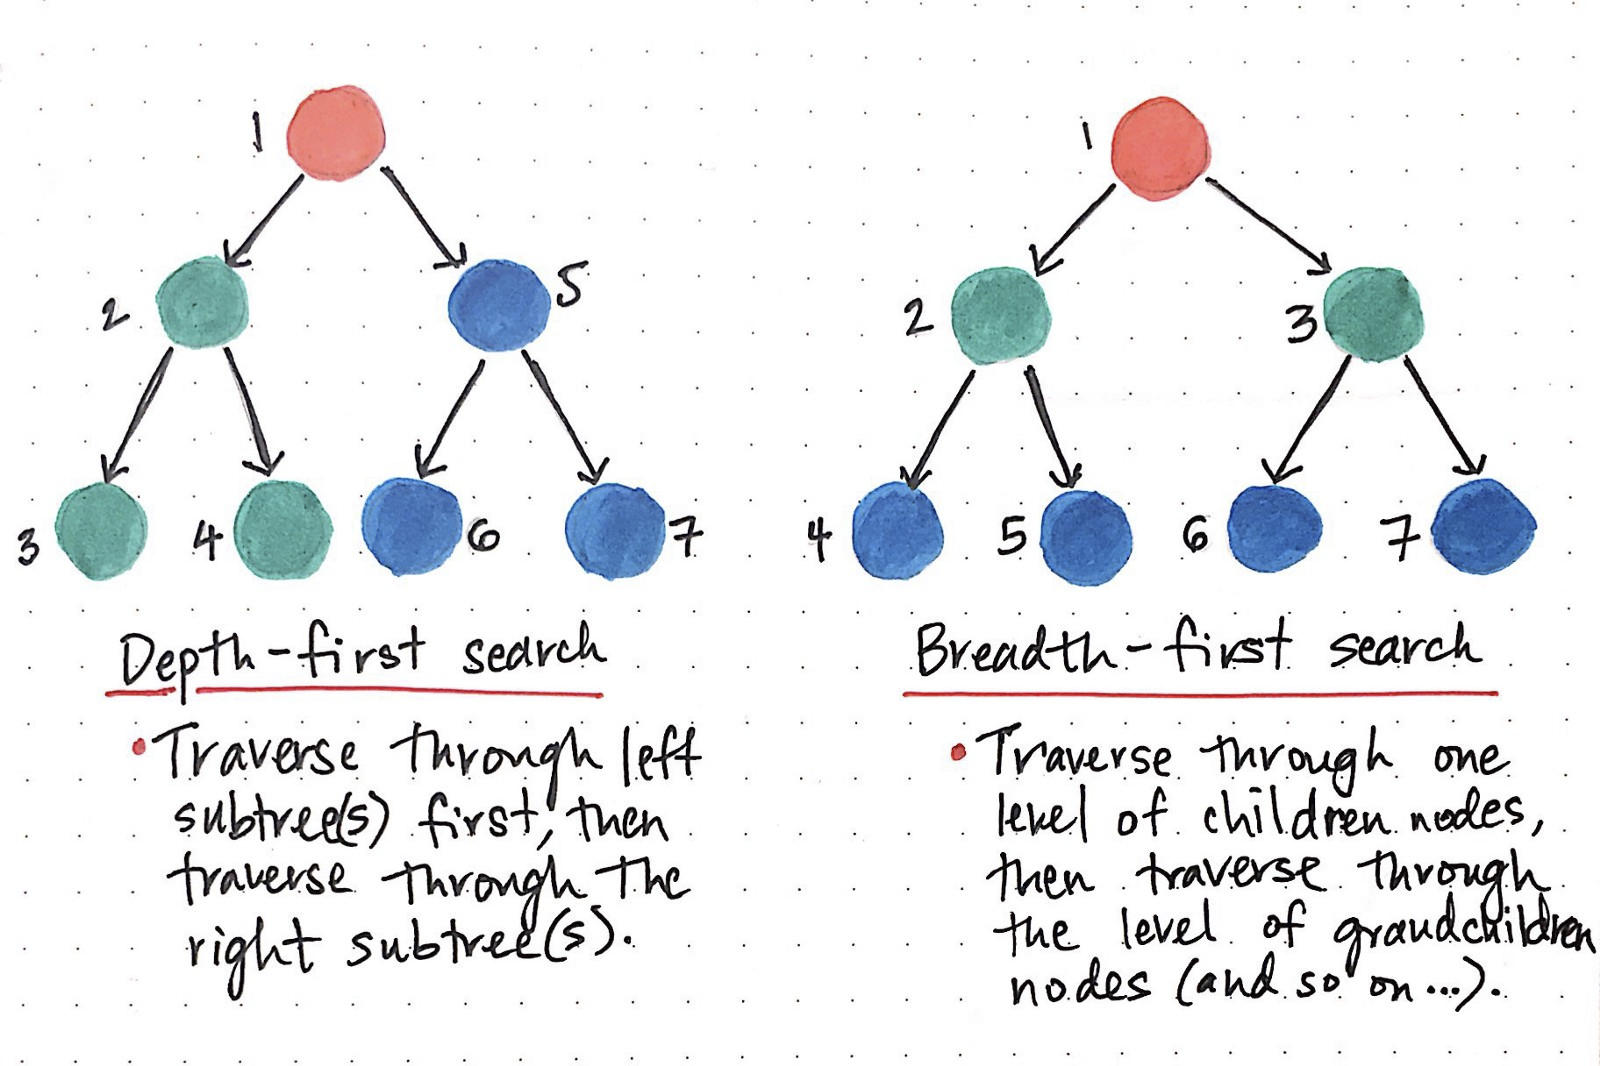 1
2
5
3
4
6
7
Depth-first search
• Traverse through left
subtree(s) first, then
traverse through the
right subtree(s).
1
2
3
4
5
6
7
Breadth-first search
• Traverse through one
level of children nodes,
then traverse through
the level of grandchildren
nodes (and so on...).